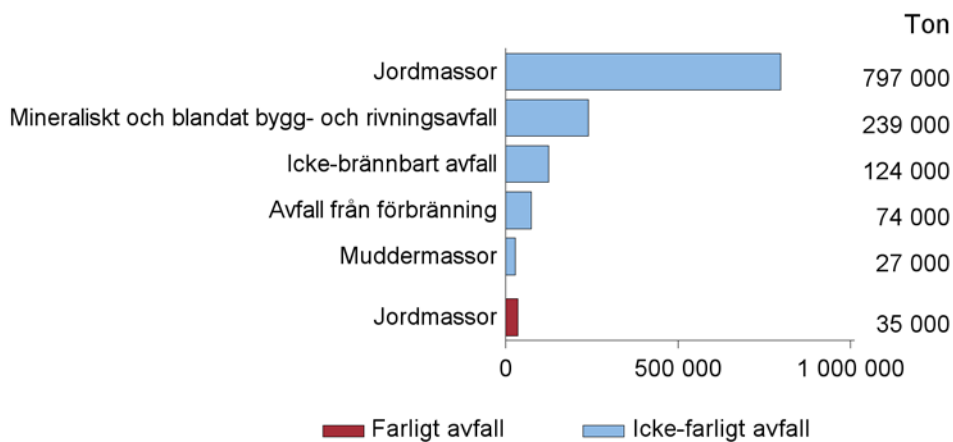 Ton
Jordmassor 797 000
Mineraliskt och blandat bygg- och rivningsavfall 239 000
Icke-brännbart avfall 124 000
Avfall från förbränning 74 000
Muddermassor 27 000
Jordmassor 35 000
0 500 000 1 000 000
Farligt avfall Icke-farligt avfall